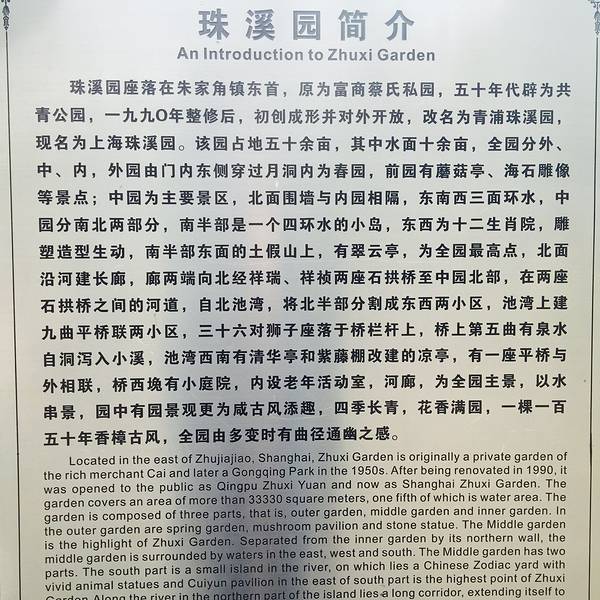 珠溪园简介
An Introduction to Zhuxi Garden
珠溪园座落在朱家角镇东首，原为富商蔡氏私园，五十年代辟为共
青公园，一九九〇年整修后，初创成形并对外开放，改名为青浦珠溪园，
现名为上海珠溪园。该园占地五十余亩，其中水面十余亩，全园分外、
中、内，外园由门内东侧穿过月洞内为春园，前园有蘑菇亭、海石雕像
等景点；中园为主要景区，北面围墙与内园相隔，东南西三面环水，中
园分南北两部分，南半部是一个四环水的小岛，东西为十二生肖院，雕
塑造型生动，南半部东面的土假山上，有翠云亭，为全园最高点，北面
沿河建长廊，廊两端向北经祥瑞、祥桢两座石拱桥至中园北部，在两座
石拱桥之间的河道，自北池湾，将北半部分割成东西两小区，池湾上建
九曲平桥联两小区，三十六对狮子座落于桥栏杆上，桥上第五曲有泉水
自洞泻入小溪，池湾西南有清华亭和紫藤棚改建的凉亭，有一座平桥与
外相联，桥西堍有小庭院，内设老年活动室，河廊，为全园主景，以水
串景，园中有园景观更为咸古风添趣，四季长青，花香满园，一棵一百
五十年香樟古风，全园由多变时有曲径通幽之感。
Located in the east of Zhujiajiao, Shanghai, Zhuxi Garden is originally a private garden of
the rich merchant Cai and later a Gongqing Park in the 1950s. After being renovated in 1990, it
was opened to the public as Qingpu Zhuxi Yuan and now as Shanghai Zhuxi Garden. The
garden covers an area of more than 33330 square meters, one fifth of which is water area. The
garden is composed of three parts, that is, outer garden, middle garden and inner garden. In
the outer garden are spring garden, mushroom pavilion and stone statue. The Middle garden
is the highlight of Zhuxi Garden. Separated from the inner garden by its northern wall, the
middle garden is surrounded by waters in the east, west and south. The Middle garden has two
parts. The south part is a small island in the river, on which lies a Chinese Zodiac yard with
vivid animal statues and Cuiyun pavilion in the east of south part is the highest point of Zhuxi
Garden. Along the river in the northern part of the island lies a long corridor, extending itself to